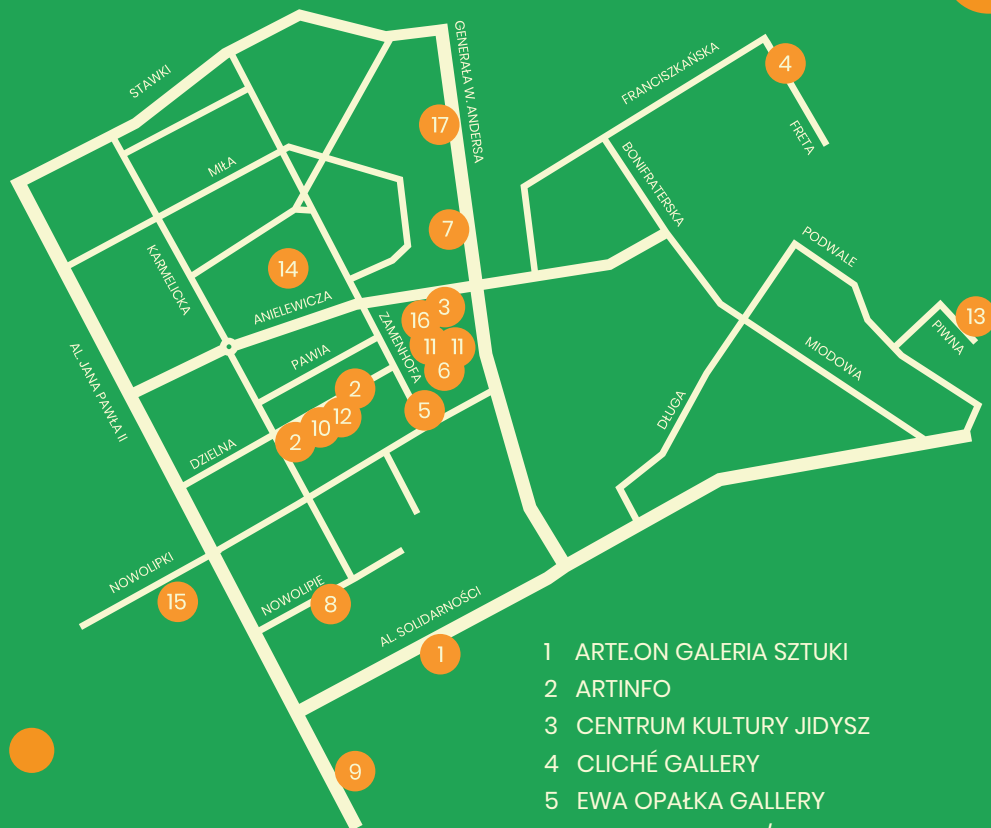 STAWKI
GENERAŁA W. ANDERSA
FRANCISZKAŃSKA
4
17
FRETA
BONIFRATERSKA
MIŁA
7
PODWALE
KARMELICKA
14
ANIELEWICZA
3
16
13
PIWNA
ZAMENHOFA
11
11
MIODOWA
PAWIA
6
AL. JANA PAWŁA II
2
5
DŁUGA
12
10
2
DZIELNA
NOWOLIPKI
15
NOWOLIPIE
8
AL. SOLIDARNOŚCI
1
9
1 ARTE.ON GALERIA SZTUKI
2 ARTINFO
3 CENTRUM KULTURY JIDYSZ
4 CLICHÉ GALLERY
5 EWA OPAŁKA GALLERY